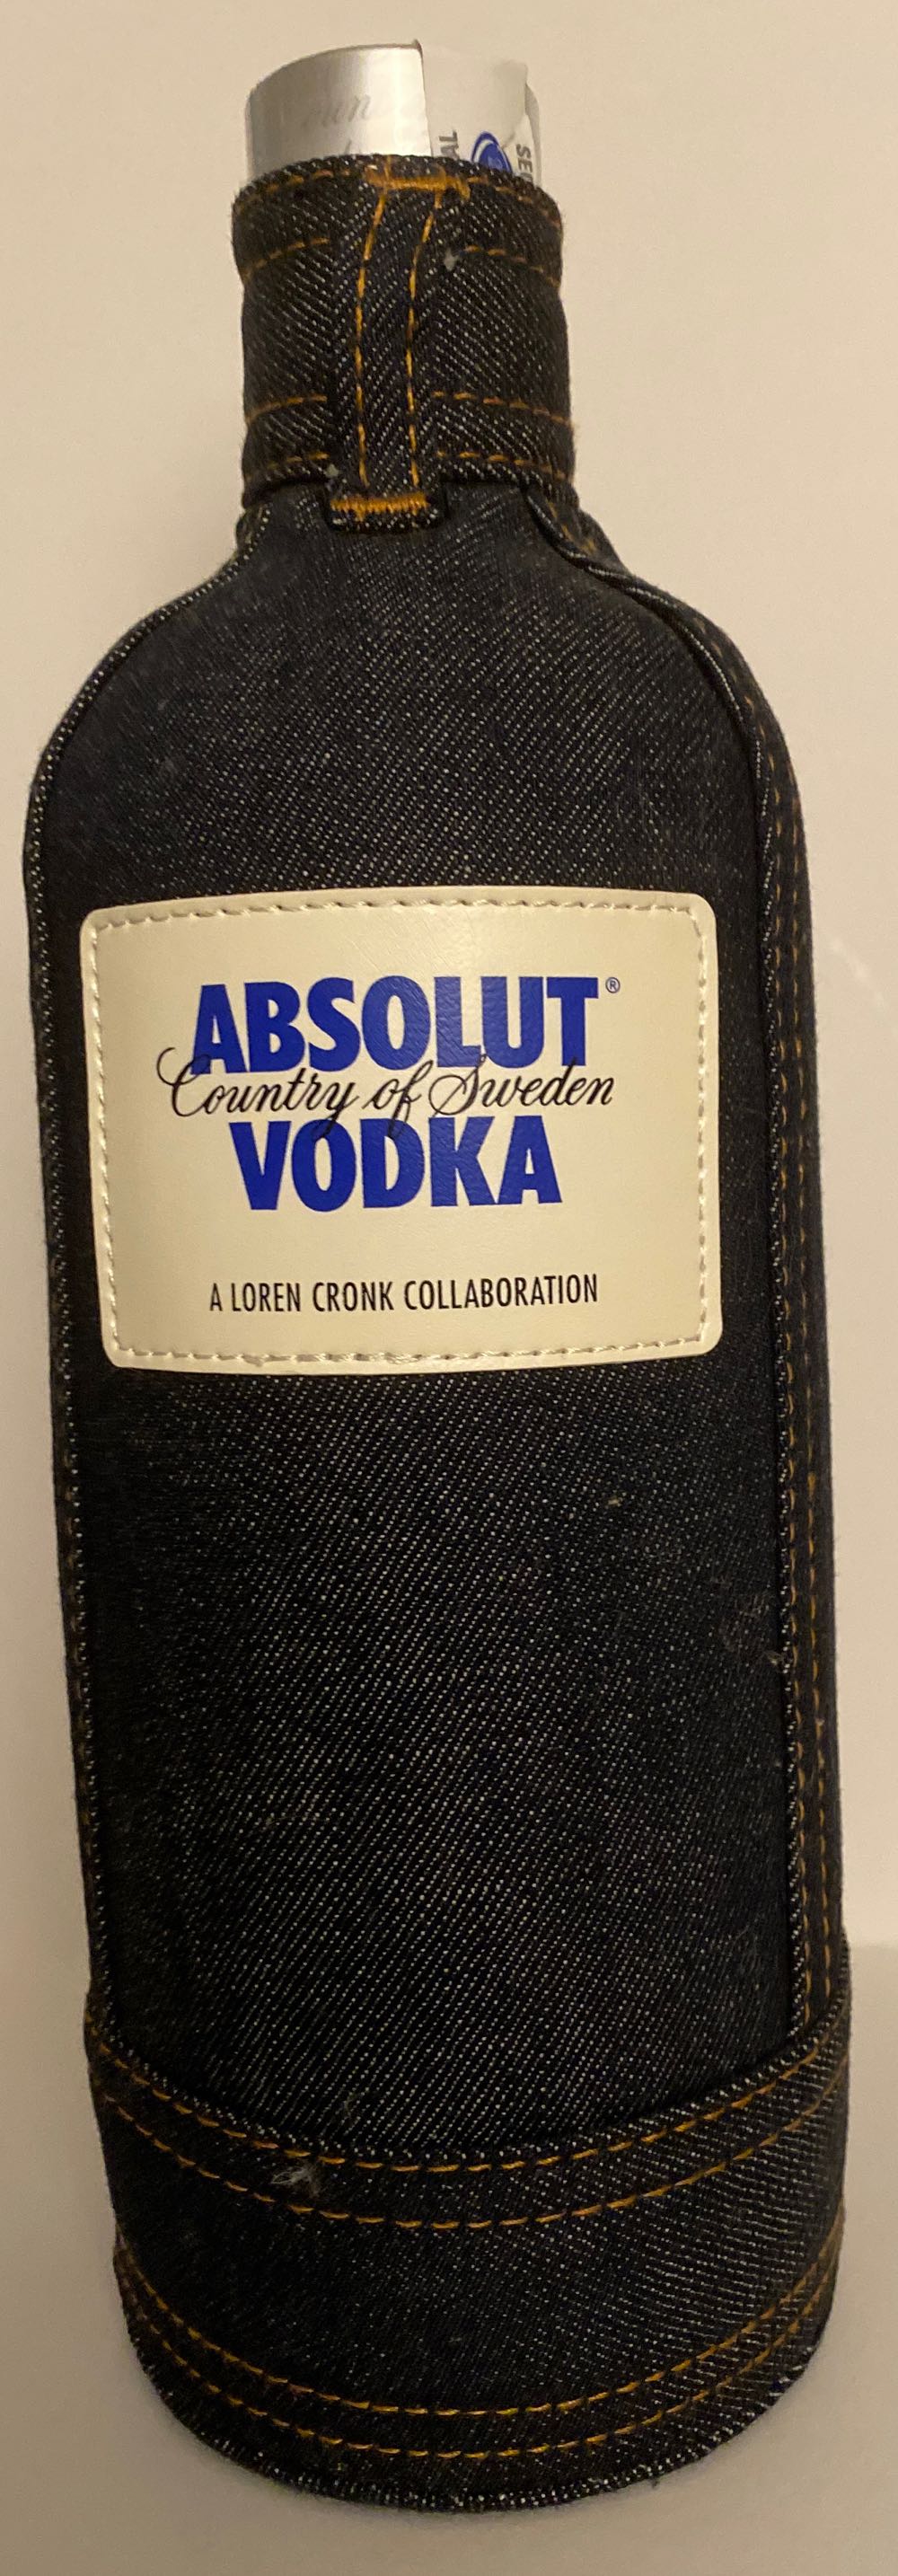 ABSOLUT®
Country of Sweden
VODKA
A LOREN CRONK COLLABORATION